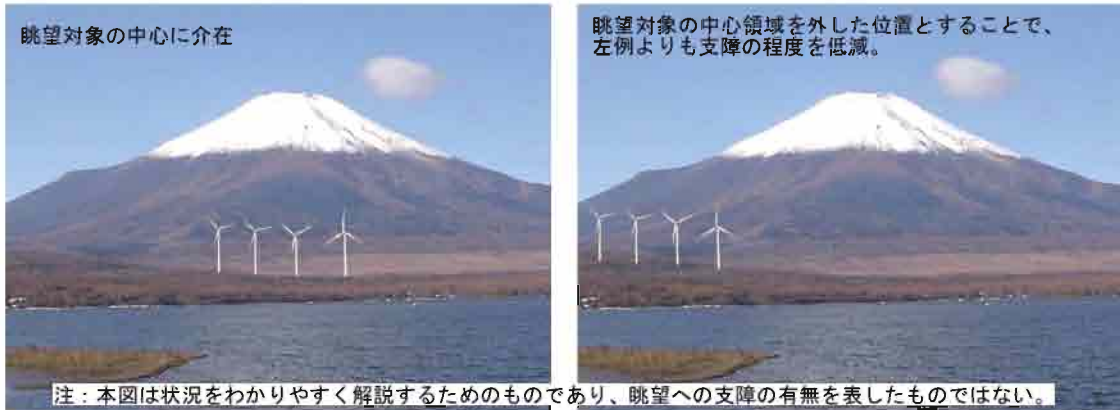 眺望対象の中心に介在
眺望対象の中心領域を外した位置とすることで、
左例よりも支障の程度を低減。
注：本図は状況をわかりやすく解説するためのものであり、眺望への支障の有無を表したものではない。